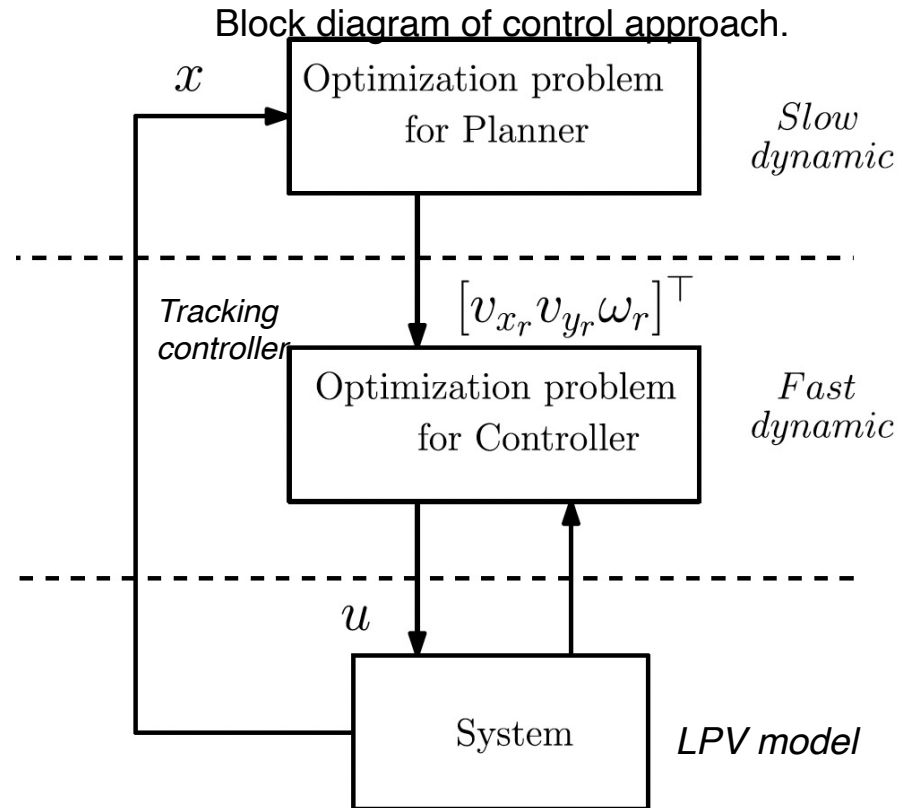 Block diagram of control approach.
x
Optimization problem
for Planner
Slow
dynamic
[v_{x_r} v_{y_r} ω_r]^⊤
Tracking
controller
Optimization problem
for Controller
Fast
dynamic
u
System
LPV model